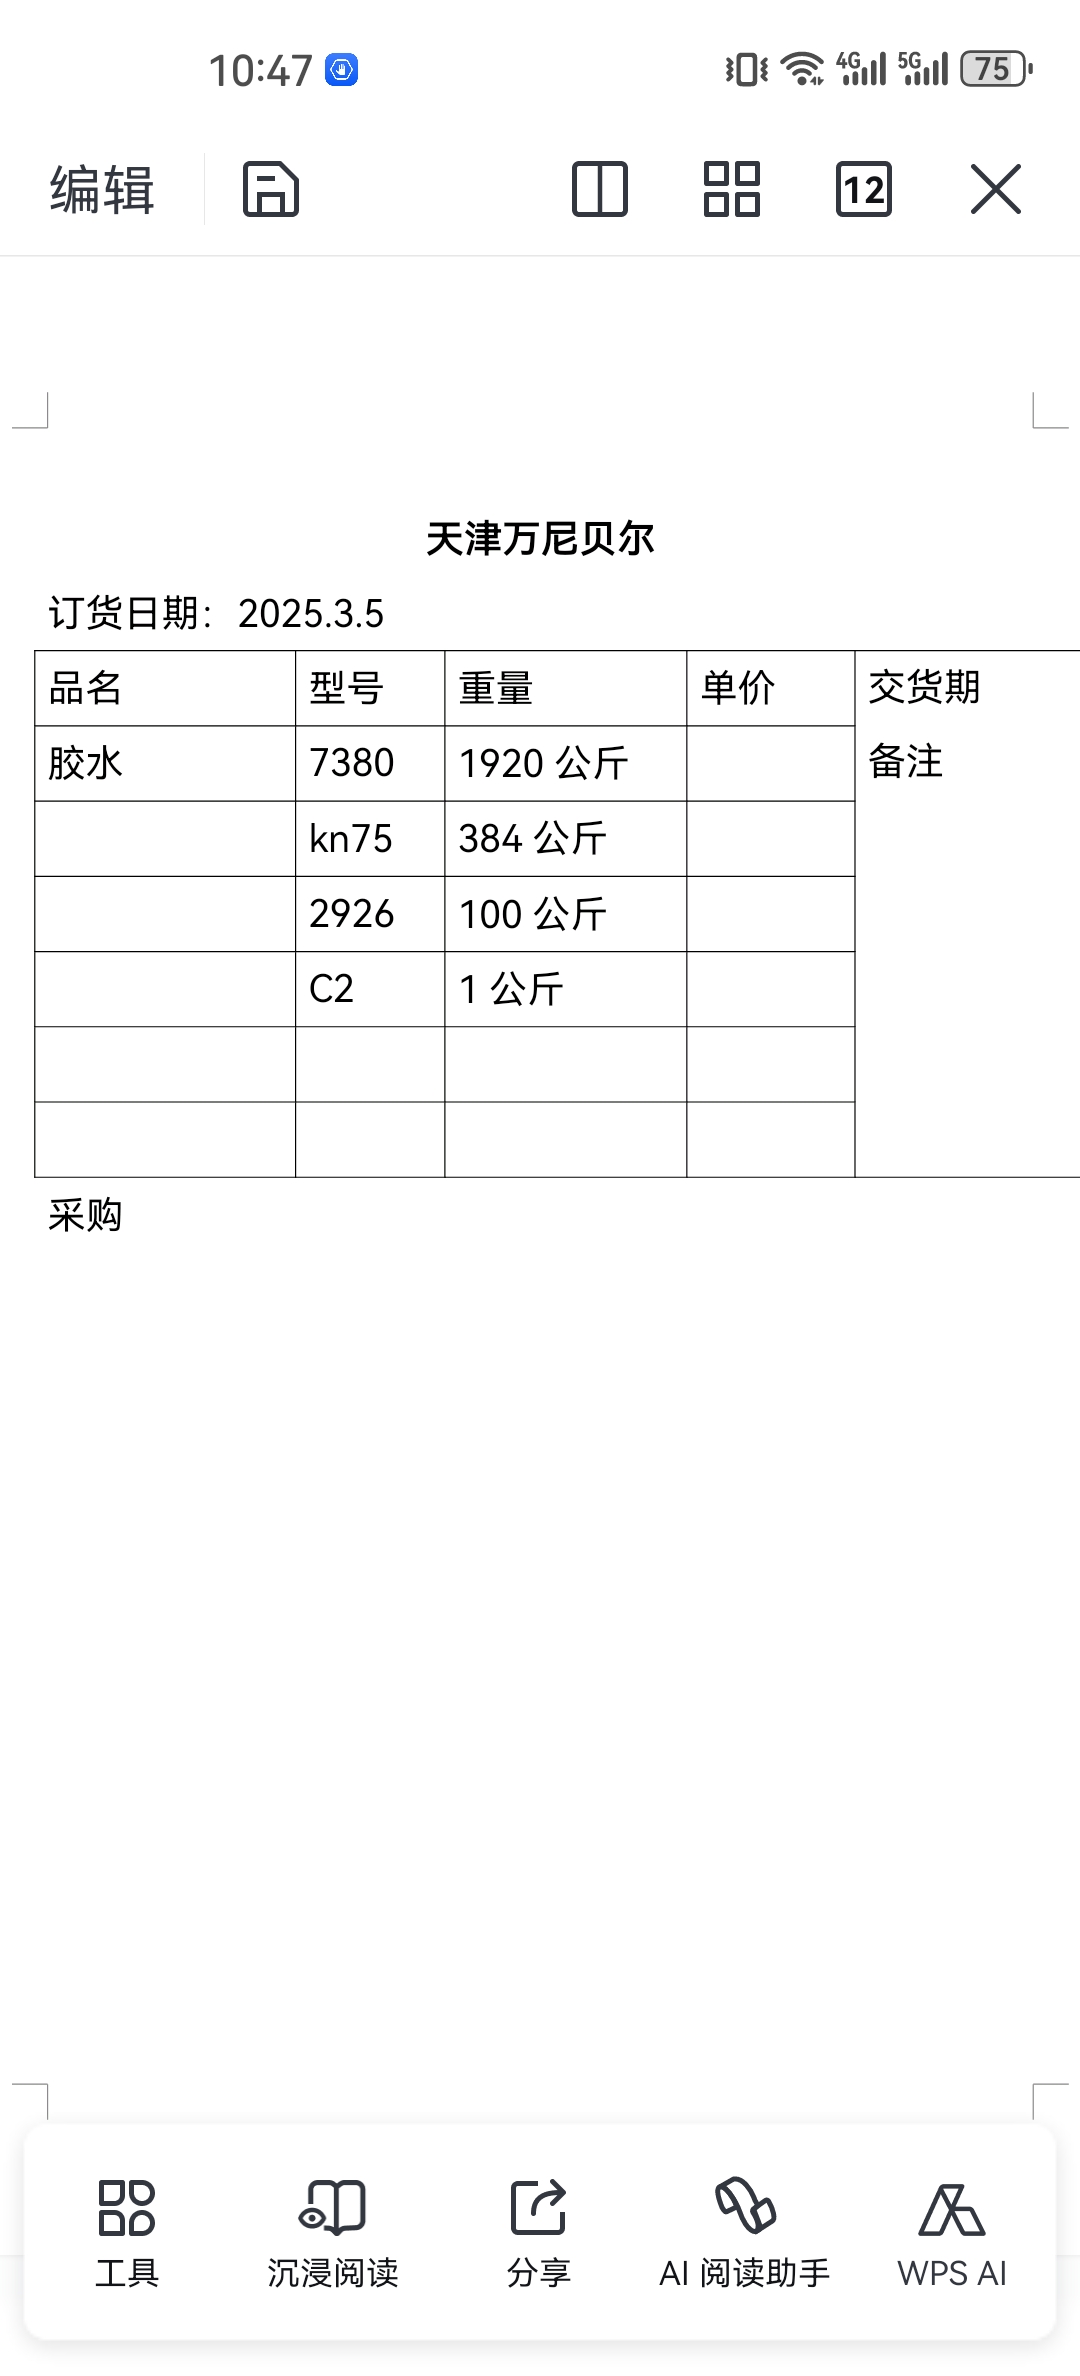 10:47 4G 5G 75
编辑 12
天津万尼贝尔
订货日期：2025.3.5
品名 型号 重量 单价 交货期
胶水 7380 1920 公斤 备注
kn75 384 公斤
2926 100 公斤
C2 1 公斤
采购
工具 沉浸阅读 分享 AI 阅读助手 WPS AI